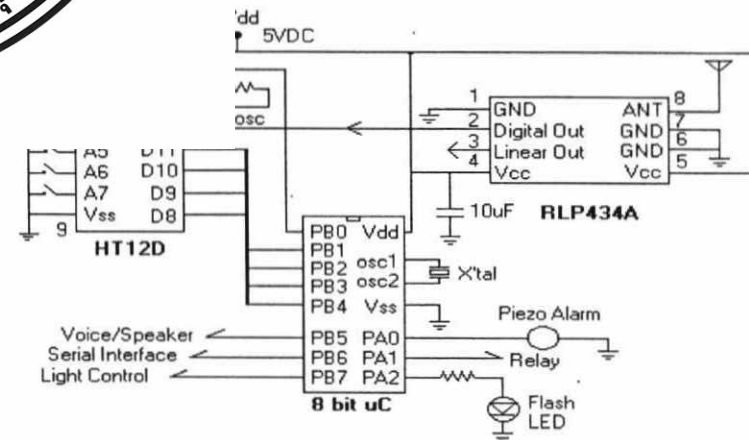 5VDC
osc
1 GND ANT 8
2 Digital Out GND 7
3 Linear Out GND 6
4 Vcc Vcc 5
10uF RLP434A
A5 D11
A6 D10
A7 D9
Vss D8
9
HT12D
PB0 Vdd
PB1
PB2 osc1
PB3 osc2
PB4 Vss
X'tal
PB5 PA0
PB6 PA1
PB7 PA2
8 bit uC
Voice/Speaker
Serial Interface
Light Control
Piezo Alarm
Relay
Flash
LED